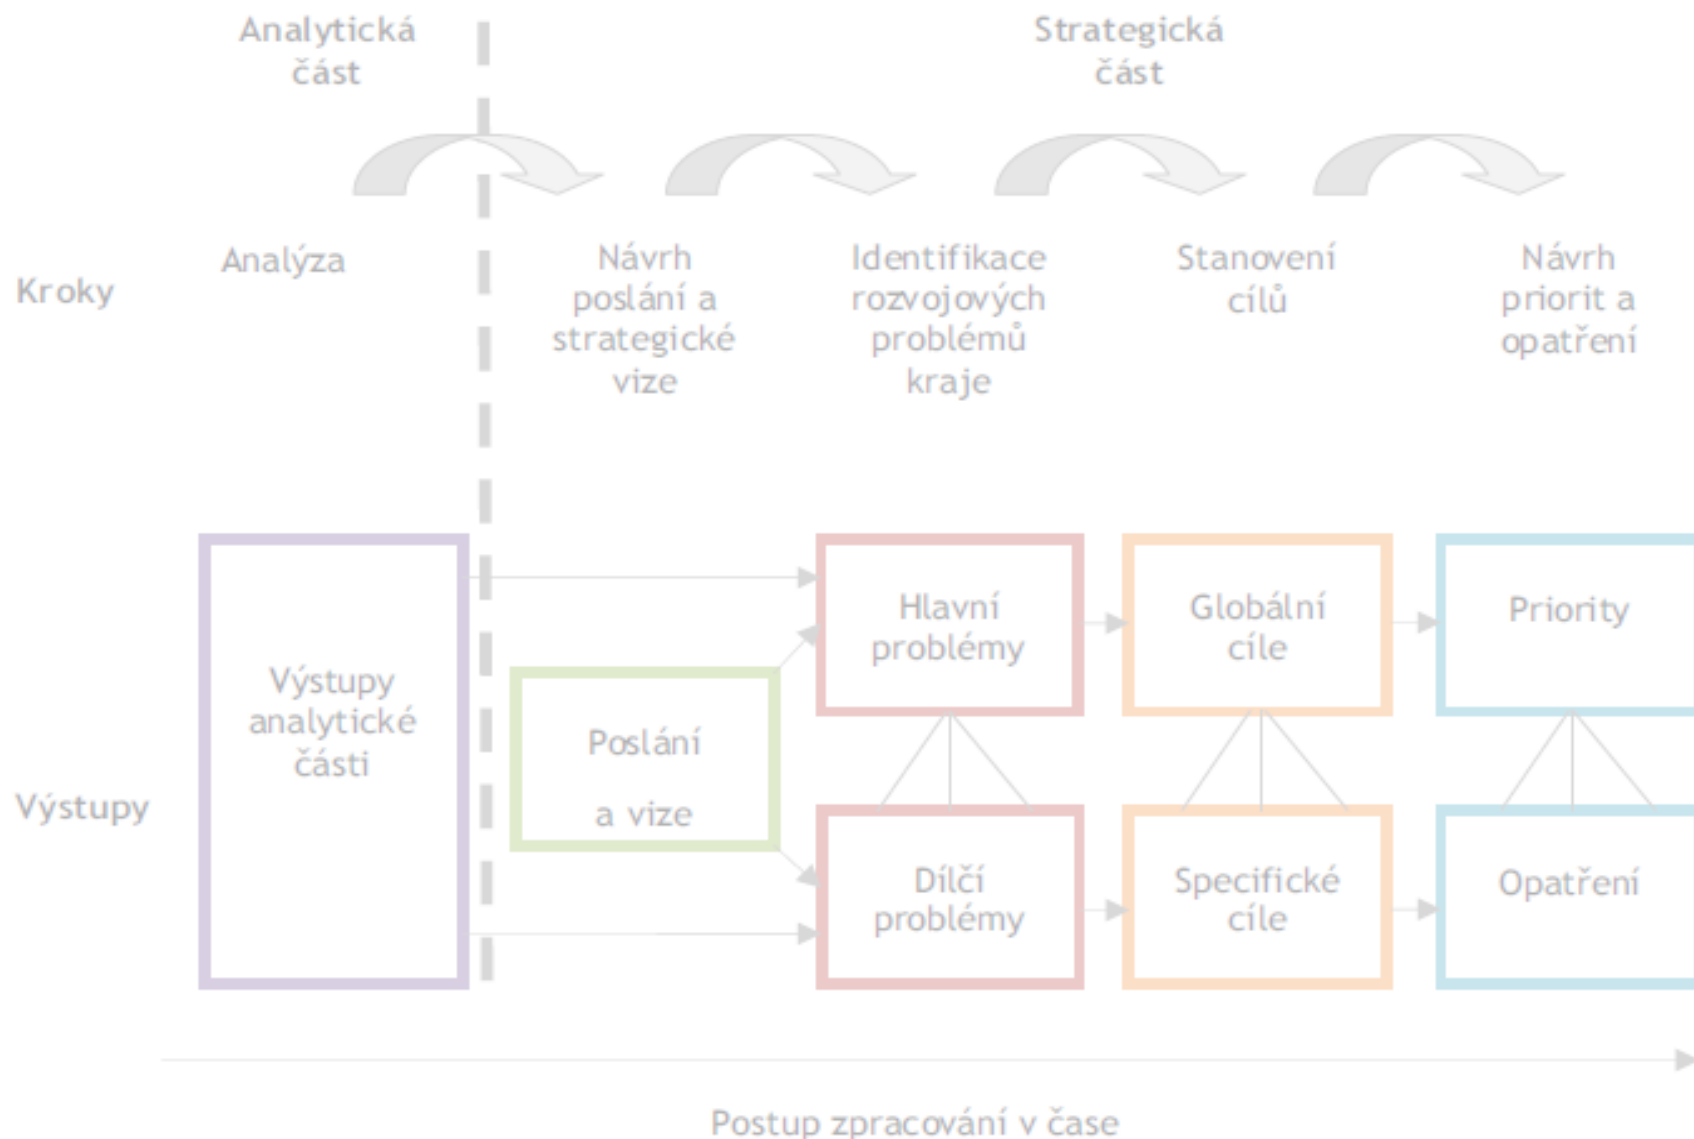 Analytická
část
Strategická
část
Kroky
Analýza
Návrh
poslání a
strategické
vize
Identifikace
rozvojových
problémů
kraje
Stanovení
cílů
Návrh
priorit a
opatření
Výstupy
Výstupy
analytické
části
Poslání
a vize
Hlavní
problémy
Globální
cíle
Priority
Dílčí
problémy
Specifické
cíle
Opatření
Postup zpracování v čase